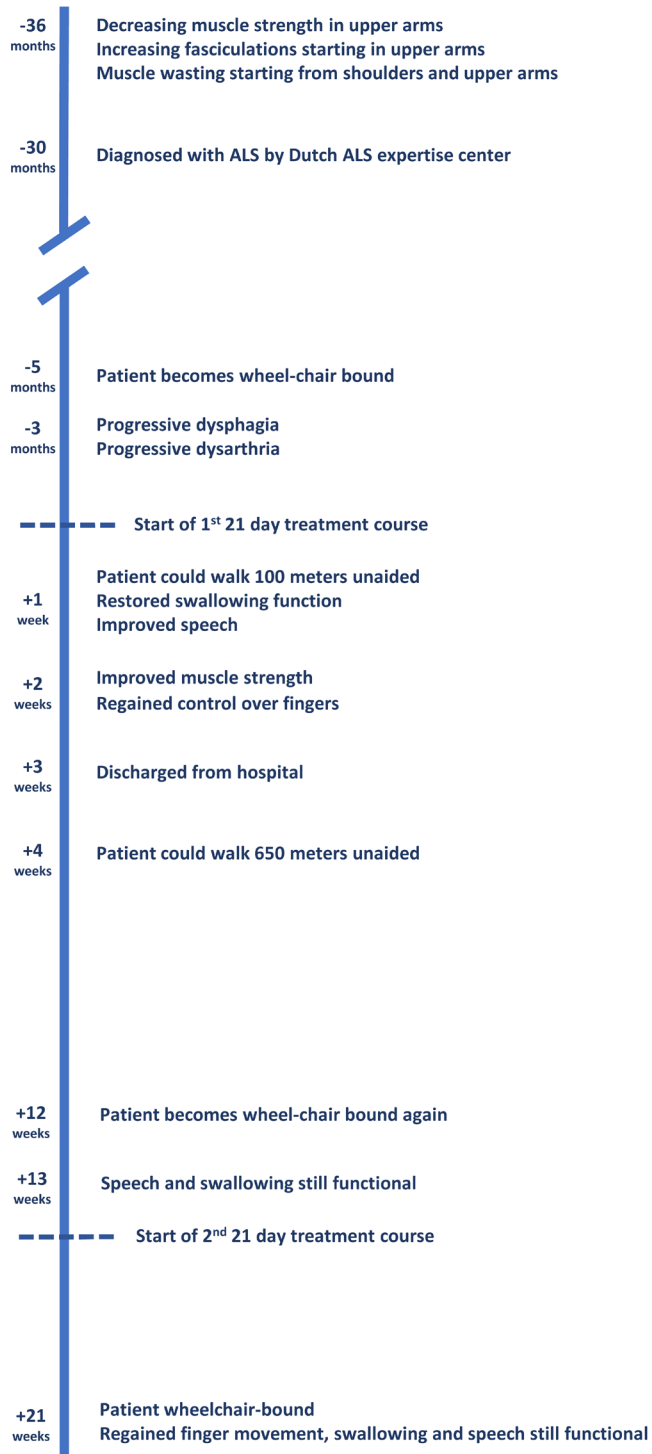 -36
months
Decreasing muscle strength in upper arms
Increasing fasciculations starting in upper arms
Muscle wasting starting from shoulders and upper arms
-30
months
Diagnosed with ALS by Dutch ALS expertise center
-5
months
Patient becomes wheel-chair bound
-3
months
Progressive dysphagia
Progressive dysarthria
Start of 1st 21 day treatment course
+1
week
Patient could walk 100 meters unaided
Restored swallowing function
Improved speech
+2
weeks
Improved muscle strength
Regained control over fingers
+3
weeks
Discharged from hospital
+4
weeks
Patient could walk 650 meters unaided
+12
weeks
Patient becomes wheel-chair bound again
+13
weeks
Speech and swallowing still functional
Start of 2nd 21 day treatment course
+21
weeks
Patient wheelchair-bound
Regained finger movement, swallowing and speech still functional